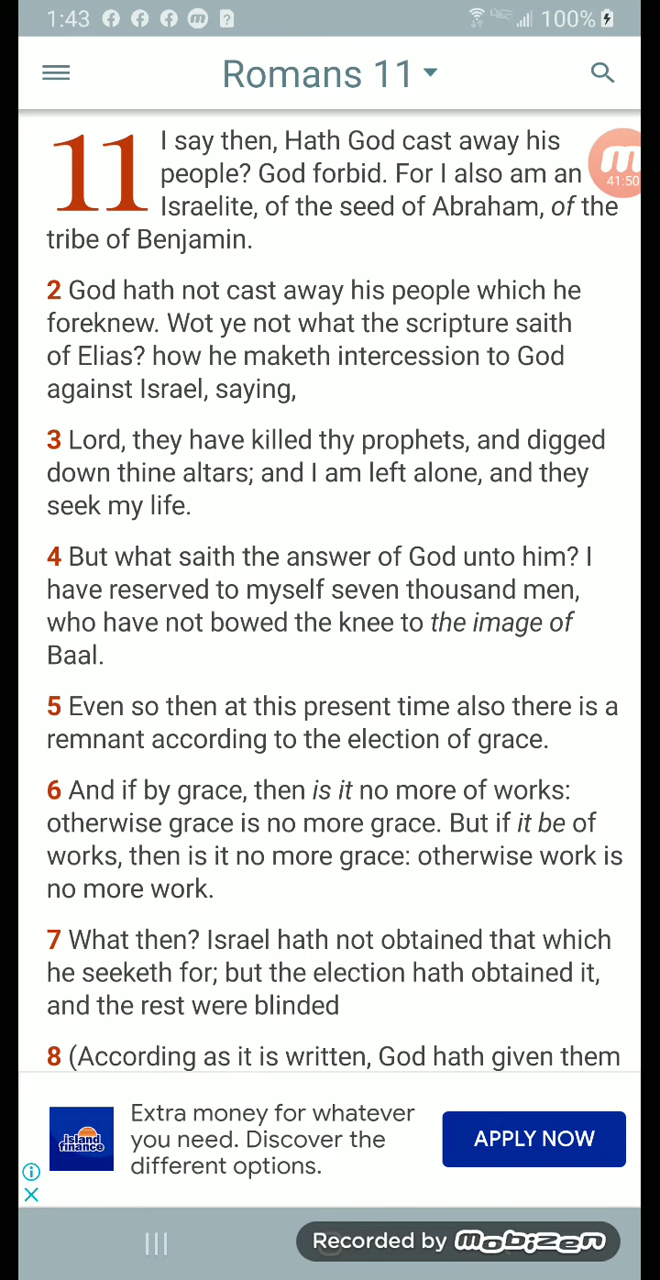 1:43 100%
Romans 11
11 I say then, Hath God cast away his
people? God forbid. For I also am an
41:50
Israelite, of the seed of Abraham, of the
tribe of Benjamin.
2 God hath not cast away his people which he
foreknew. Wot ye not what the scripture saith
of Elias? how he maketh intercession to God
against Israel, saying,
3 Lord, they have killed thy prophets, and digged
down thine altars; and I am left alone, and they
seek my life.
4 But what saith the answer of God unto him? I
have reserved to myself seven thousand men,
who have not bowed the knee to the image of
Baal.
5 Even so then at this present time also there is a
remnant according to the election of grace.
6 And if by grace, then is it no more of works:
otherwise grace is no more grace. But if it be of
works, then is it no more grace: otherwise work is
no more work.
7 What then? Israel hath not obtained that which
he seeketh for; but the election hath obtained it,
and the rest were blinded
8 (According as it is written, God hath given them
island
finance
Extra money for whatever
you need. Discover the
different options.
APPLY NOW
Recorded by mobizen